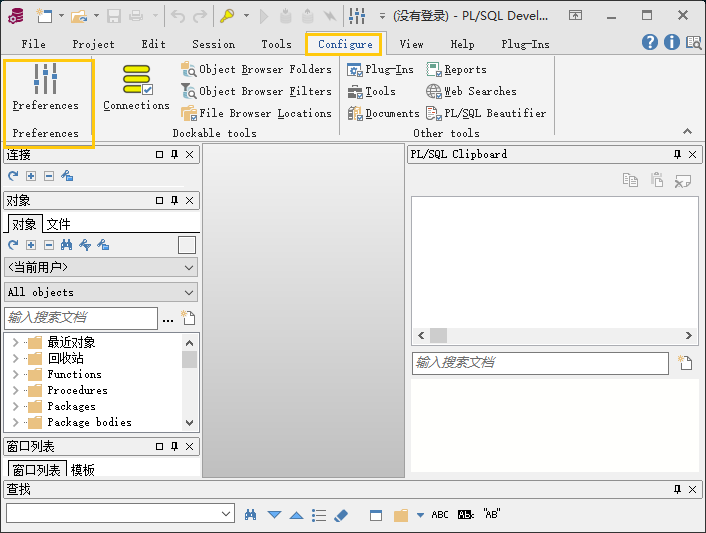 (没有登录) - PL/SQL Devel...
File Project Edit Session Tools Configure View Help Plug-Ins
Preferences
Preferences
Connections
Object Browser Folders
Object Browser Filters
File Browser Locations
Dockable tools
Plug-Ins
Tools
Documents
Reports
Web Searches
PL/SQL Beautifier
Other tools
连接
对象
对象 文件
<当前用户>
All objects
输入搜索文档
...
最近对象
回收站
Functions
Procedures
Packages
Package bodies
窗口列表
窗口列表 模板
PL/SQL Clipboard
输入搜索文档
查找
ABC AB: "AB"